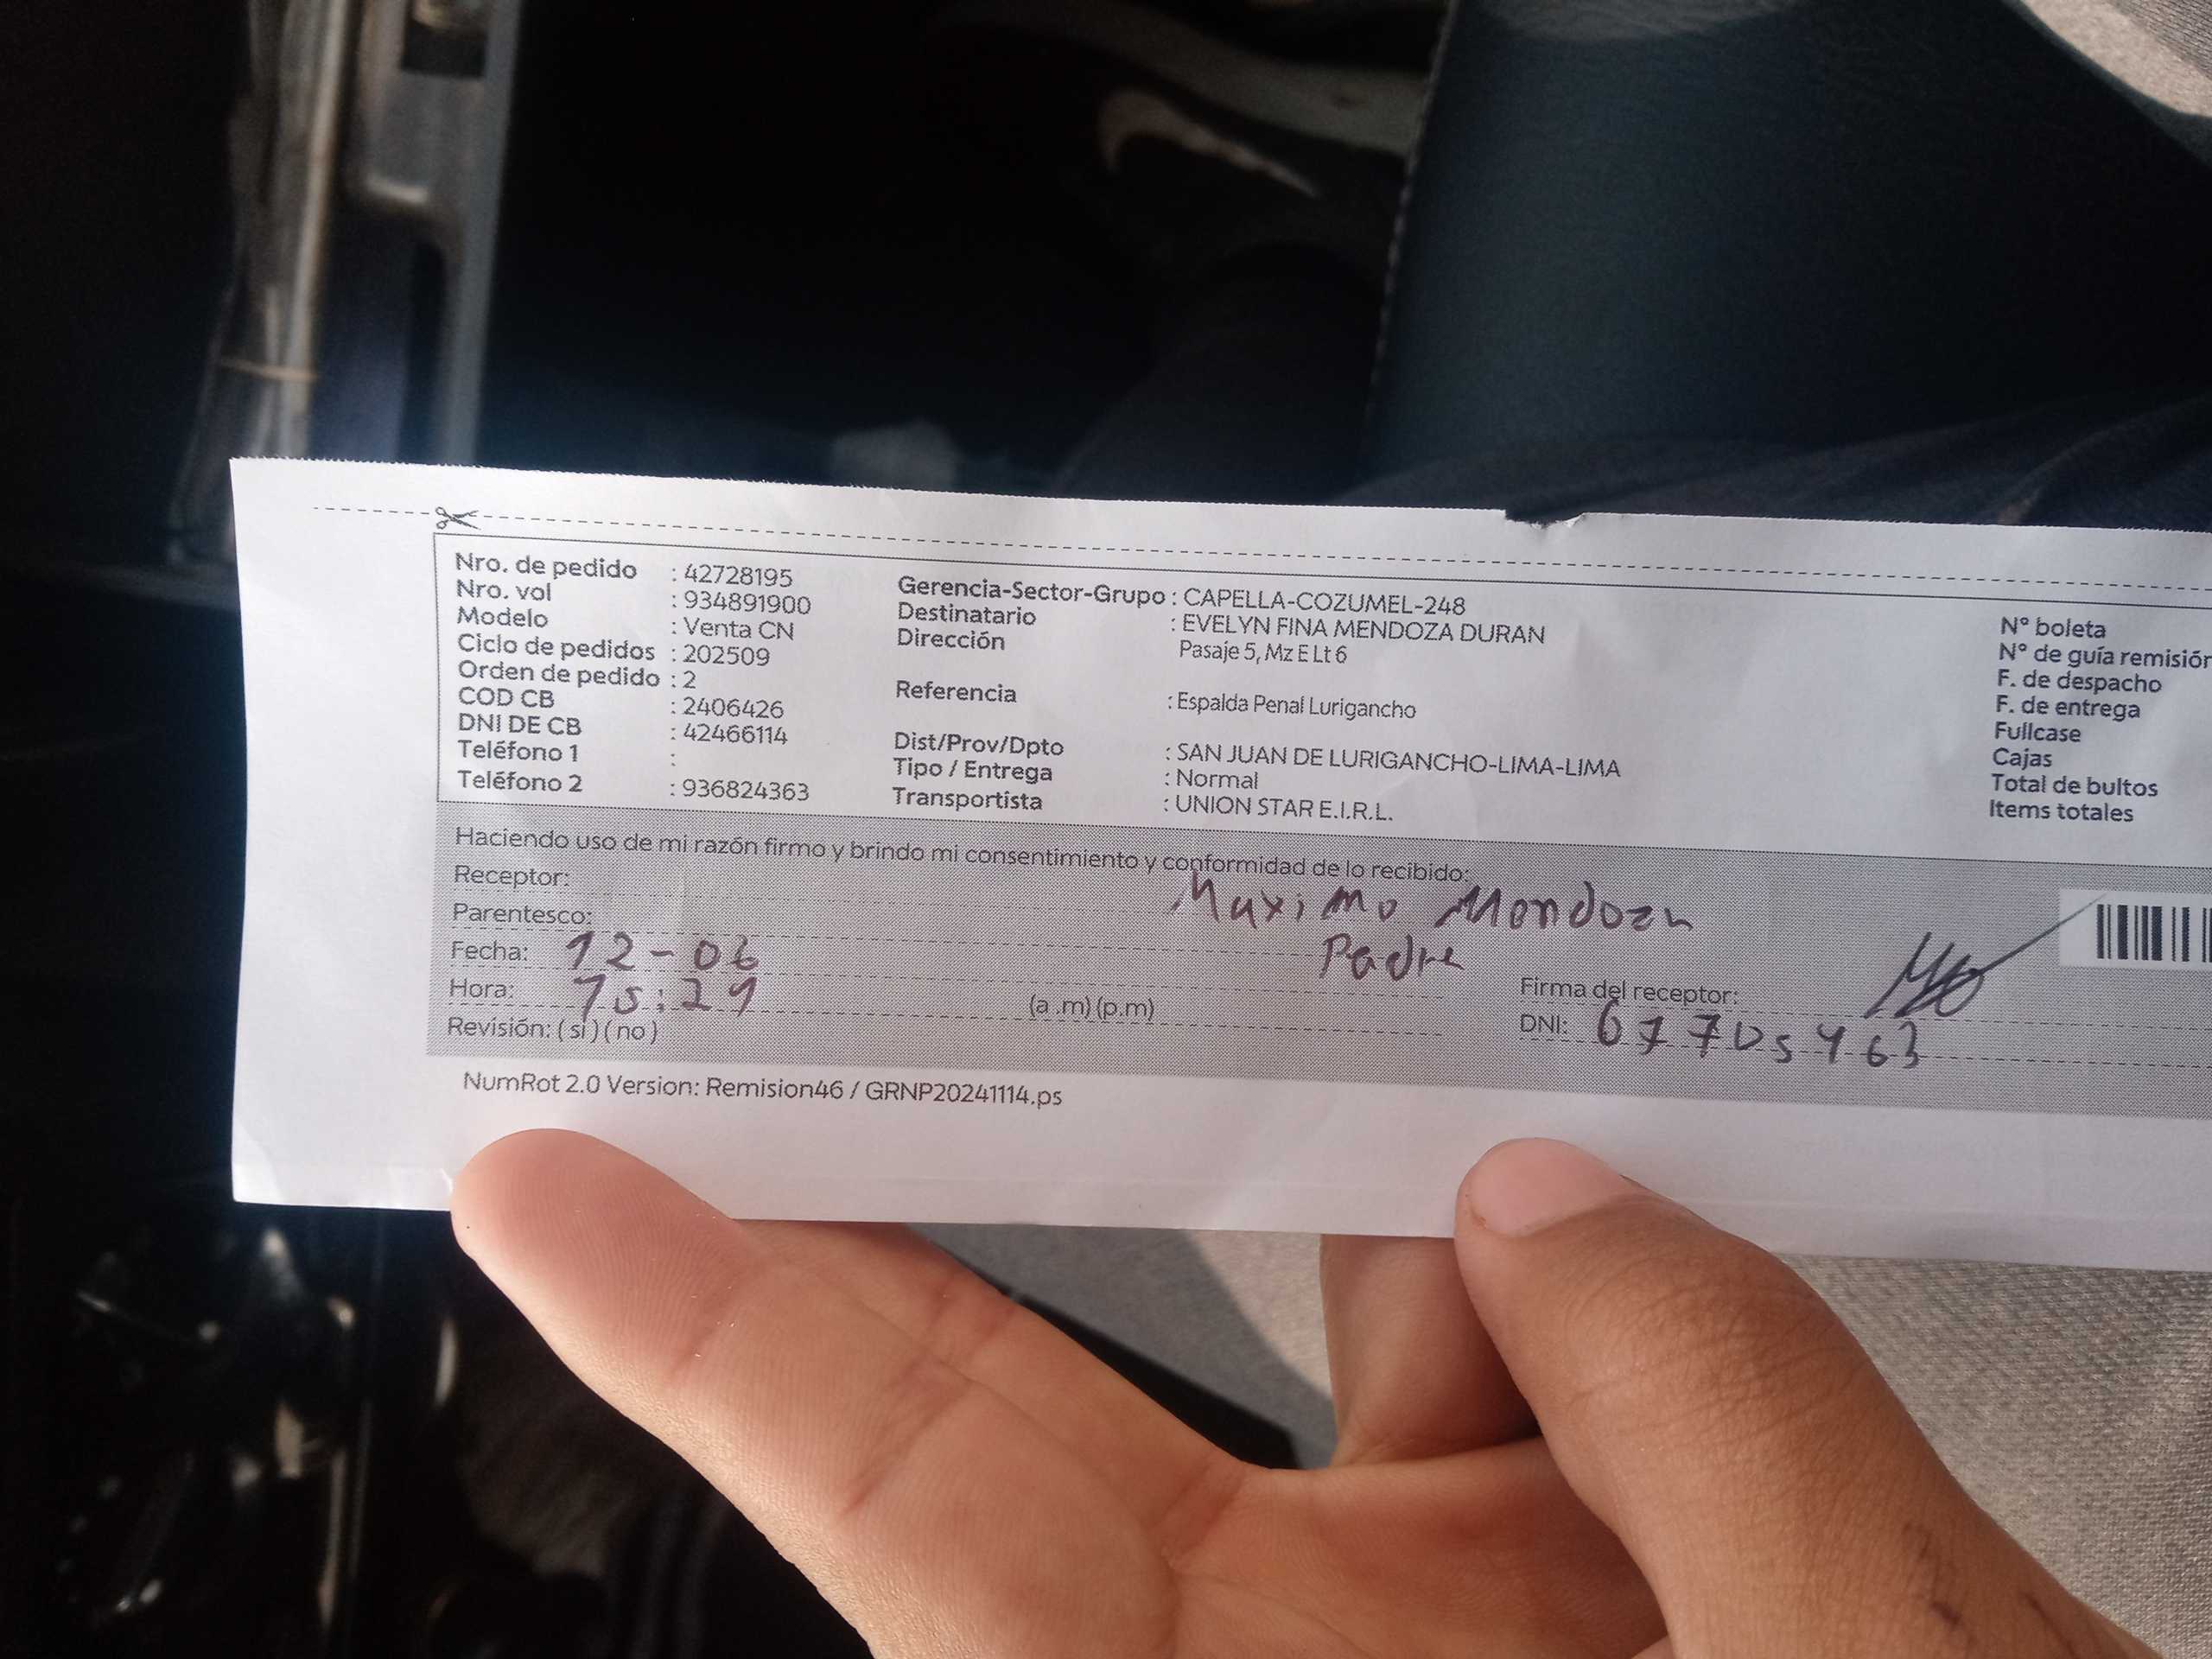 Nro. de pedido : 42728195
Nro. vol : 934891900
Modelo : Venta CN
Ciclo de pedidos : 202509
Orden de pedido : 2
COD CB : 2406426
DNI DE CB : 42466114
Teléfono 1 :
Teléfono 2 : 936824363
Gerencia-Sector-Grupo : CAPELLA-COZUMEL-248
Destinatario : EVELYN FINA MENDOZA DURAN
Dirección Pasaje 5, Mz E Lt 6
Referencia : Espalda Penal Lurigancho
Dist/Prov/Dpto : SAN JUAN DE LURIGANCHO-LIMA-LIMA
Tipo / Entrega : Normal
Transportista : UNION STAR E.I.R.L.
N° boleta
N° de guía remisión
F. de despacho
F. de entrega
Fullcase
Cajas
Total de bultos
Items totales
Haciendo uso de mi razón firmo y brindo mi consentimiento y conformidad de lo recibido:
Receptor: Maximo Mendoza
Parentesco: Padre
Fecha: 12-06
Hora: 15:29 (a.m) (p.m)
Firma del receptor:
Revisión: ( si ) ( no )
DNI:
NumRot 2.0 Version: Remision46 / GRNP20241114.ps